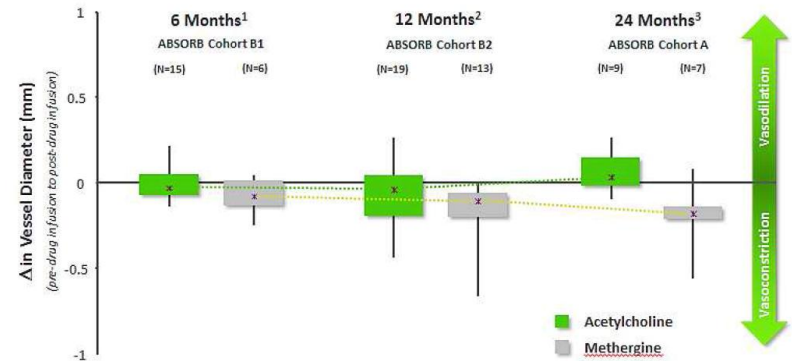 6 Months1
12 Months2
24 Months3
ABSORB Cohort B1
ABSORB Cohort B2
ABSORB Cohort A
(N=15)
(N=6)
(N=19)
(N=13)
(N=9)
(N=7)
1
0.5
0
-0.5
-1
Δ in Vessel Diameter (mm)
(pre-drug infusion to post-drug infusion)
Vasodilation
Vasoconstriction
Acetylcholine
Methergine